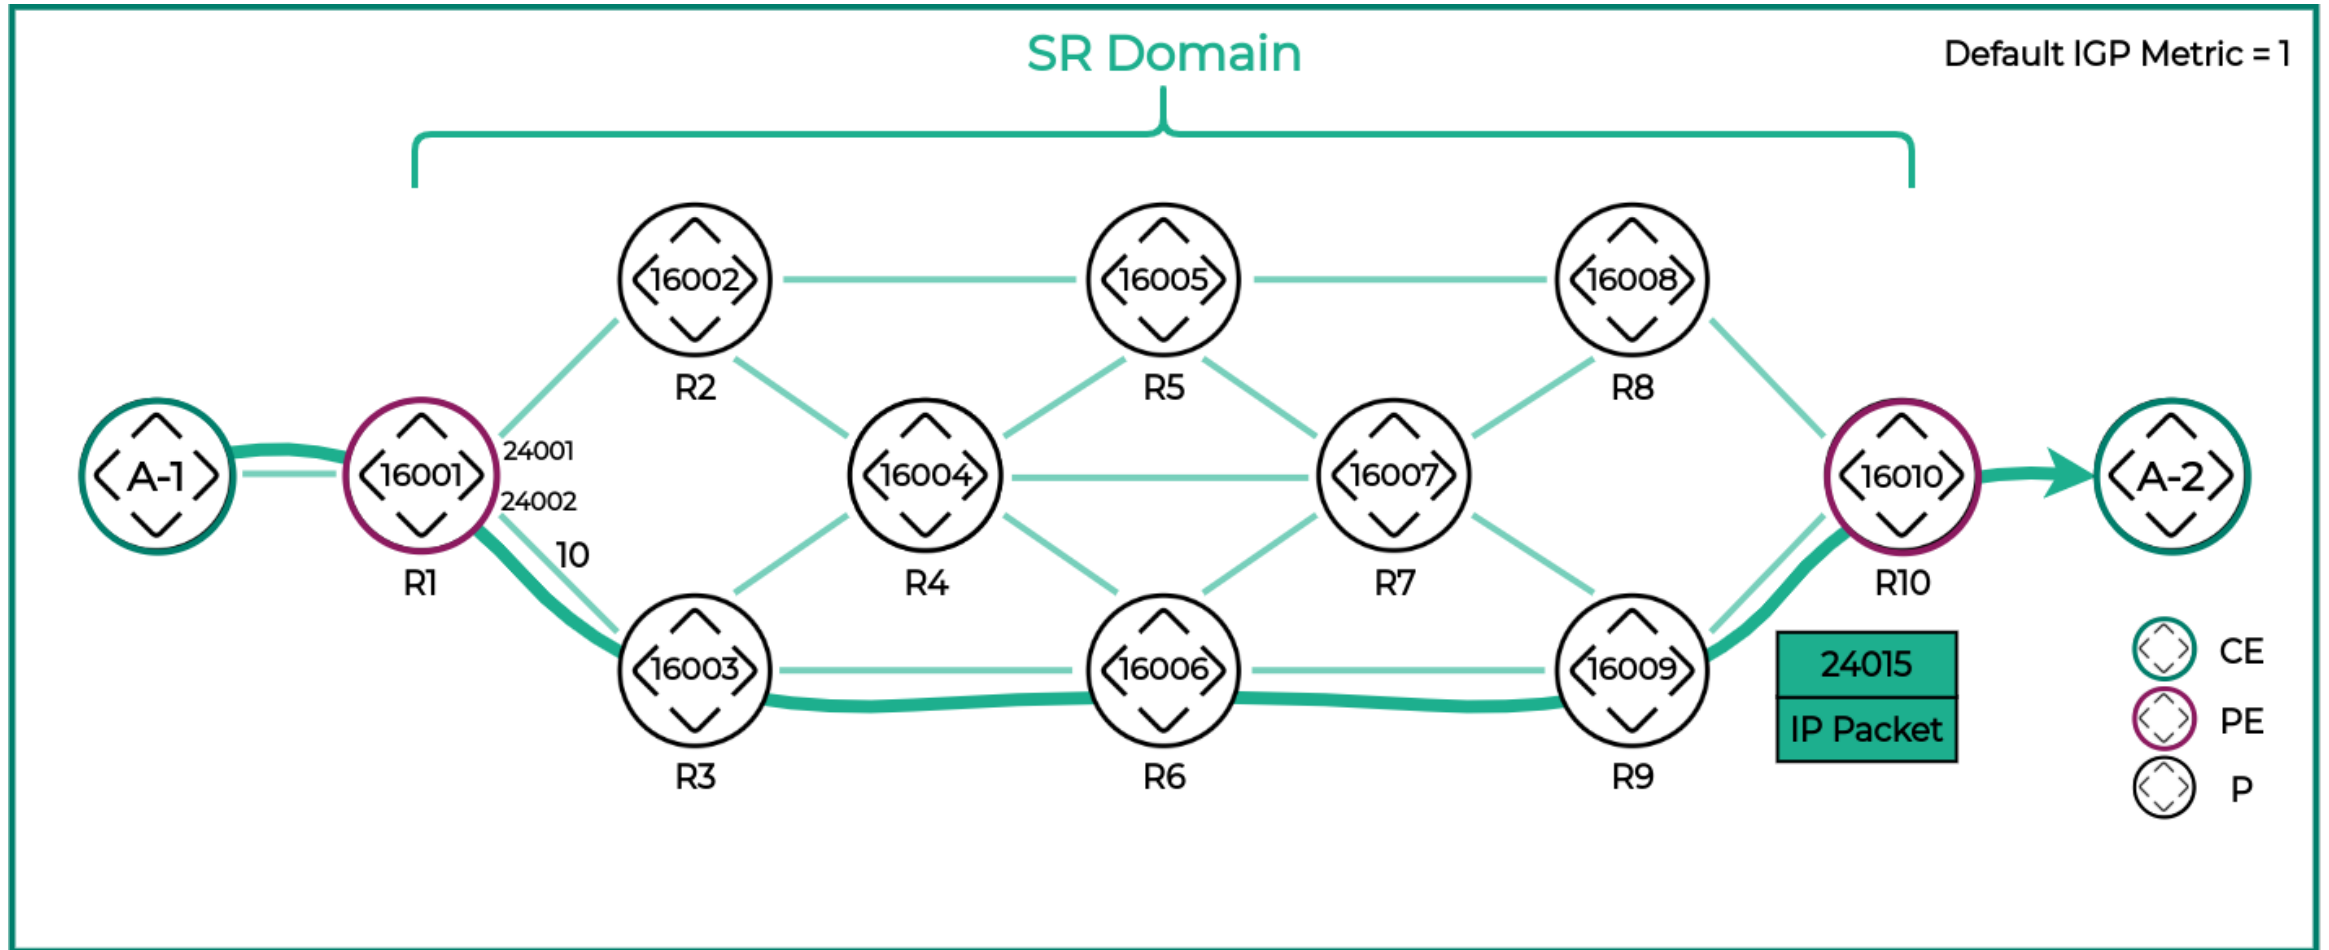 SR Domain
Default IGP Metric = 1
16002
16005
16008
R2
R5
R8
24001
A-1
16001
16004
16007
16010
A-2
24002
10
R1
R4
R7
R10
16003
16006
16009
24015
IP Packet
R3
R6
R9
CE
PE
P